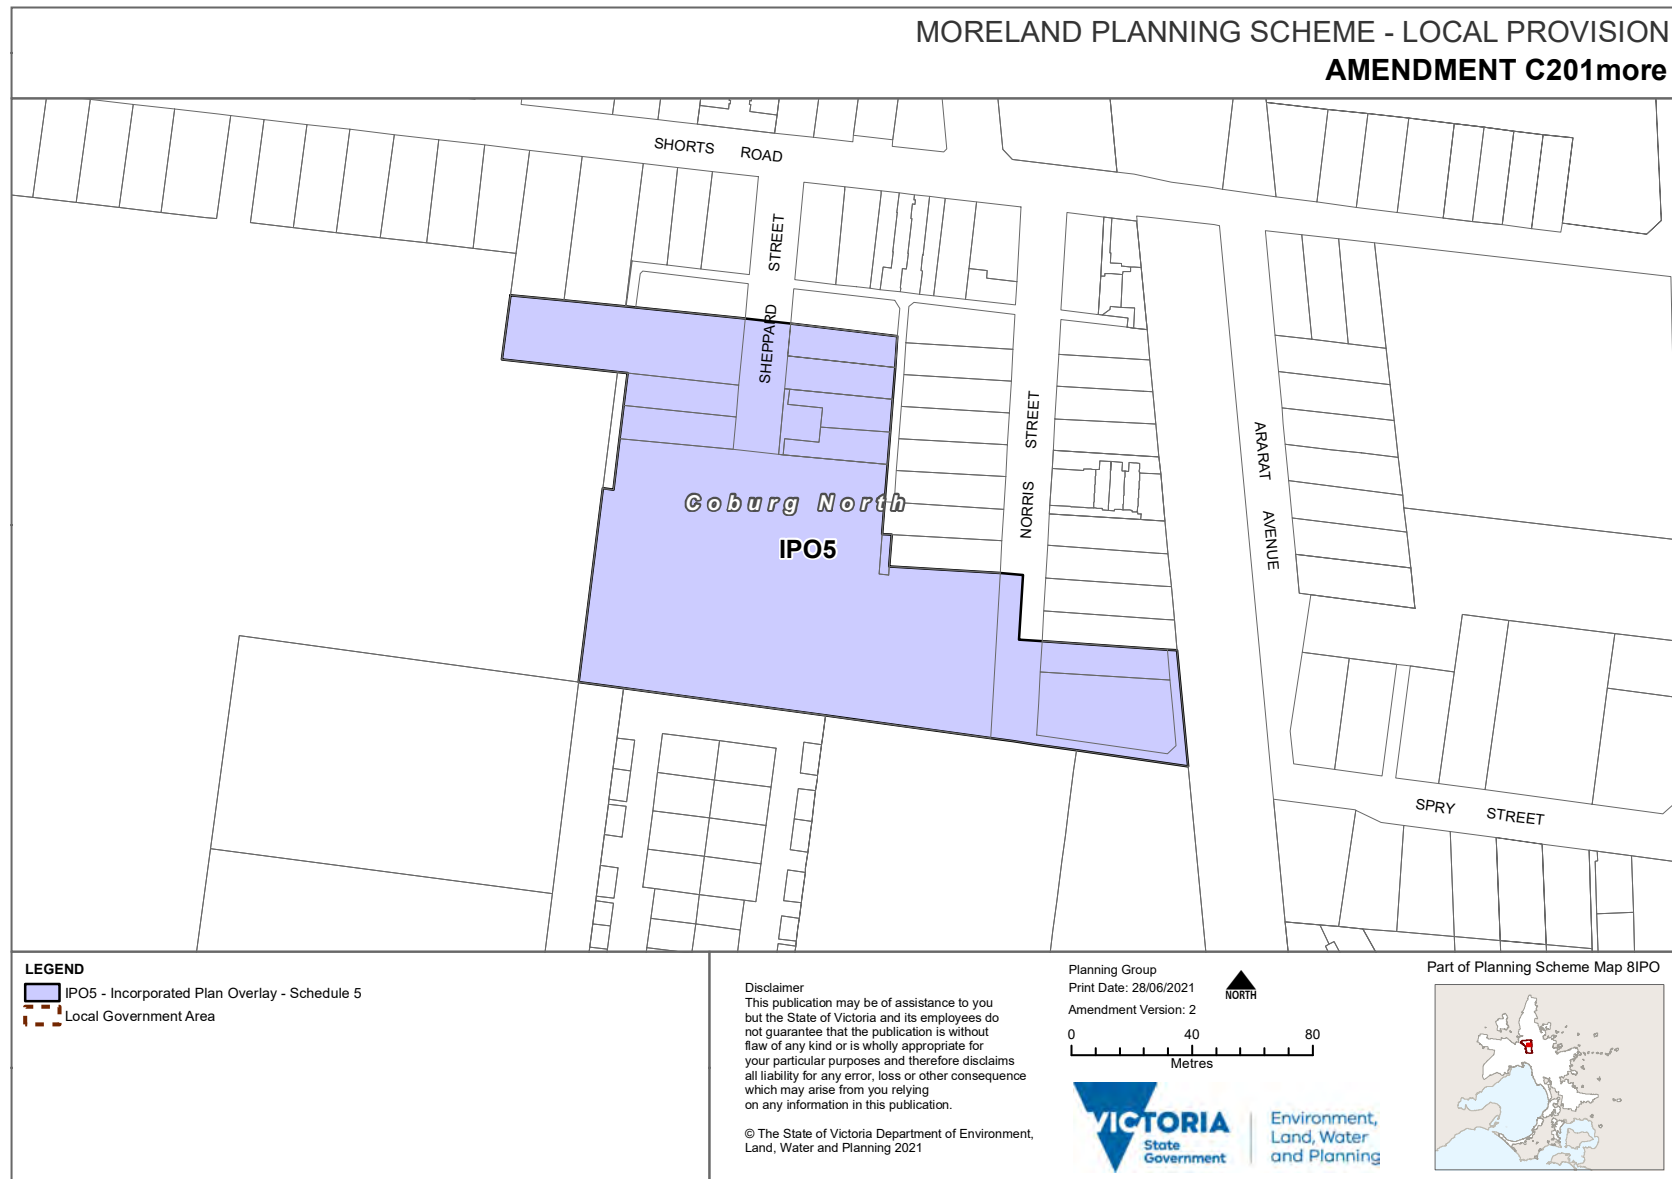 MORELAND PLANNING SCHEME - LOCAL PROVISION
AMENDMENT C201more
SHORTS ROAD
SHEPPARD STREET
NORRIS STREET
ARARAT AVENUE
Coburg North
IPO5
SPRY STREET
LEGEND
IPO5 - Incorporated Plan Overlay - Schedule 5
Local Government Area
Disclaimer
This publication may be of assistance to you
but the State of Victoria and its employees do
not guarantee that the publication is without
flaw of any kind or is wholly appropriate for
your particular purposes and therefore disclaims
all liability for any error, loss or other consequence
which may arise from you relying
on any information in this publication.
© The State of Victoria Department of Environment,
Land, Water and Planning 2021
Planning Group
Print Date: 28/06/2021
Amendment Version: 2
NORTH
0 40 80
Metres
VICTORIA
State
Government
Environment,
Land, Water
and Planning
Part of Planning Scheme Map 8IPO